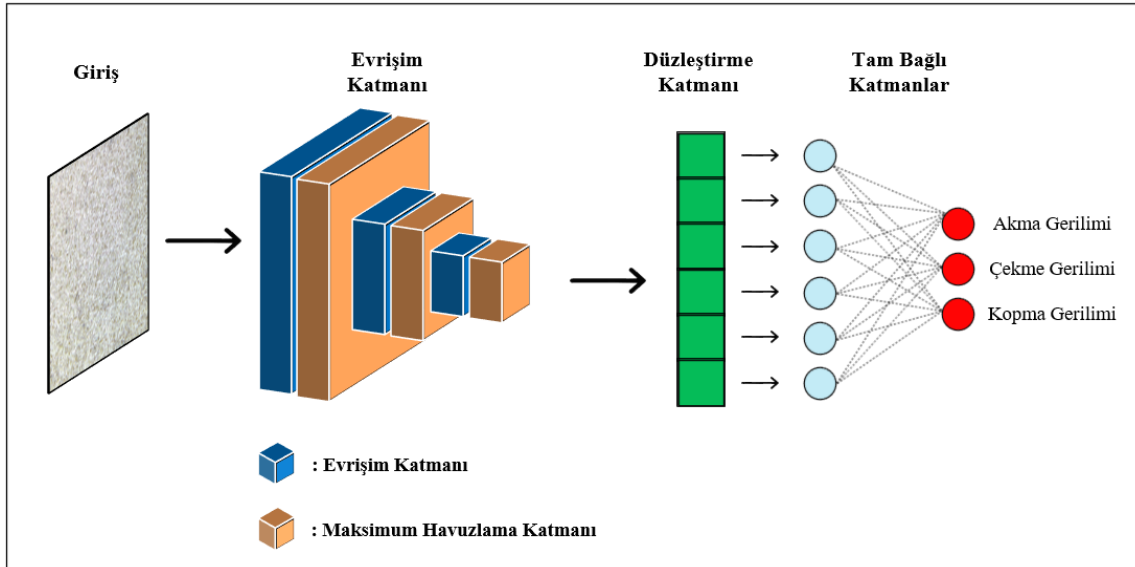 Giriş
Evrişim
Katmanı
Düzleştirme
Katmanı
Tam Bağlı
Katmanlar
Akma Gerilimi
Çekme Gerilimi
Kopma Gerilimi
: Evrişim Katmanı
: Maksimum Havuzlama Katmanı